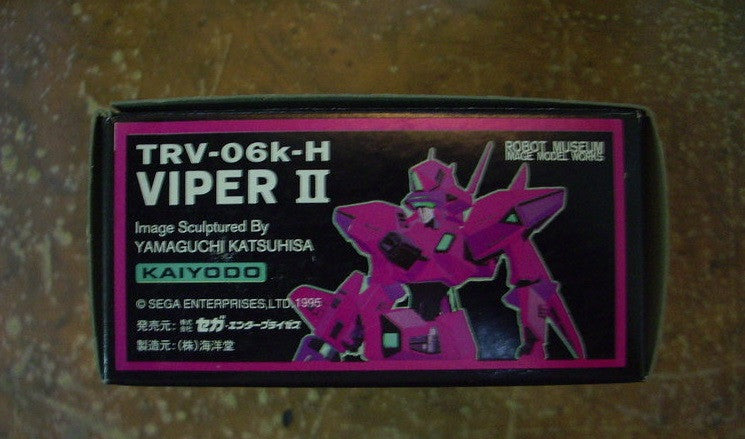 TRV-06k-H
VIPER II
ROBOT MUSEUM
IMAGE MODEL WORKS
Image Sculptured By
YAMAGUCHI KATSUHISA
KAIYODO
© SEGA ENTERPRISES,LTD.1995
発売元：株式会社 セガ・エンタープライゼス
製造元：(株)海洋堂